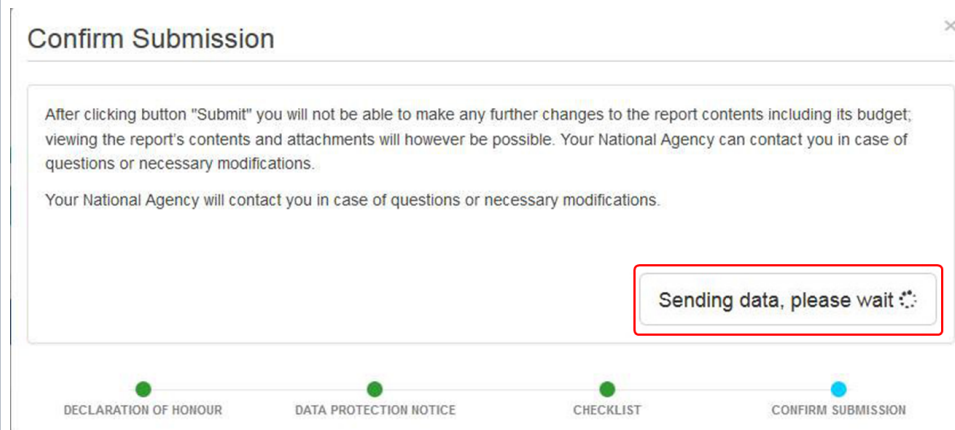 Confirm Submission
×
After clicking button "Submit" you will not be able to make any further changes to the report contents including its budget;
viewing the report's contents and attachments will however be possible. Your National Agency can contact you in case of
questions or necessary modifications.
Your National Agency will contact you in case of questions or necessary modifications.
Sending data, please wait
DECLARATION OF HONOUR
DATA PROTECTION NOTICE
CHECKLIST
CONFIRM SUBMISSION